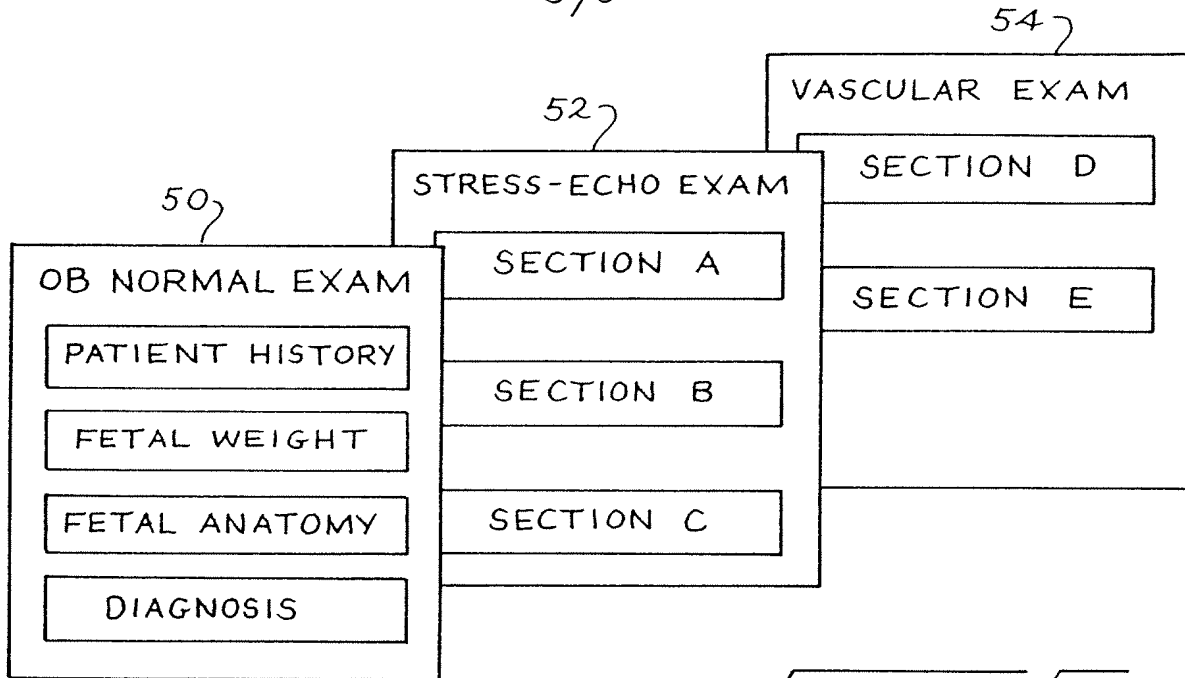 54
VASCULAR EXAM
SECTION D
SECTION E
52
STRESS-ECHO EXAM
SECTION A
SECTION B
SECTION C
50
OB NORMAL EXAM
PATIENT HISTORY
FETAL WEIGHT
FETAL ANATOMY
DIAGNOSIS